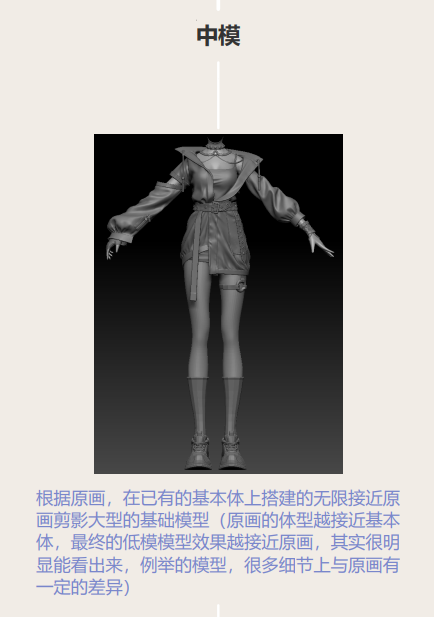 中模
根据原画，在已有的基本体上搭建的无限接近原
画剪影大型的基础模型（原画的体型越接近基本
体，最终的低模模型效果越接近原画，其实很明
显能看出来，例举的模型，很多细节上与原画有
一定的差异）